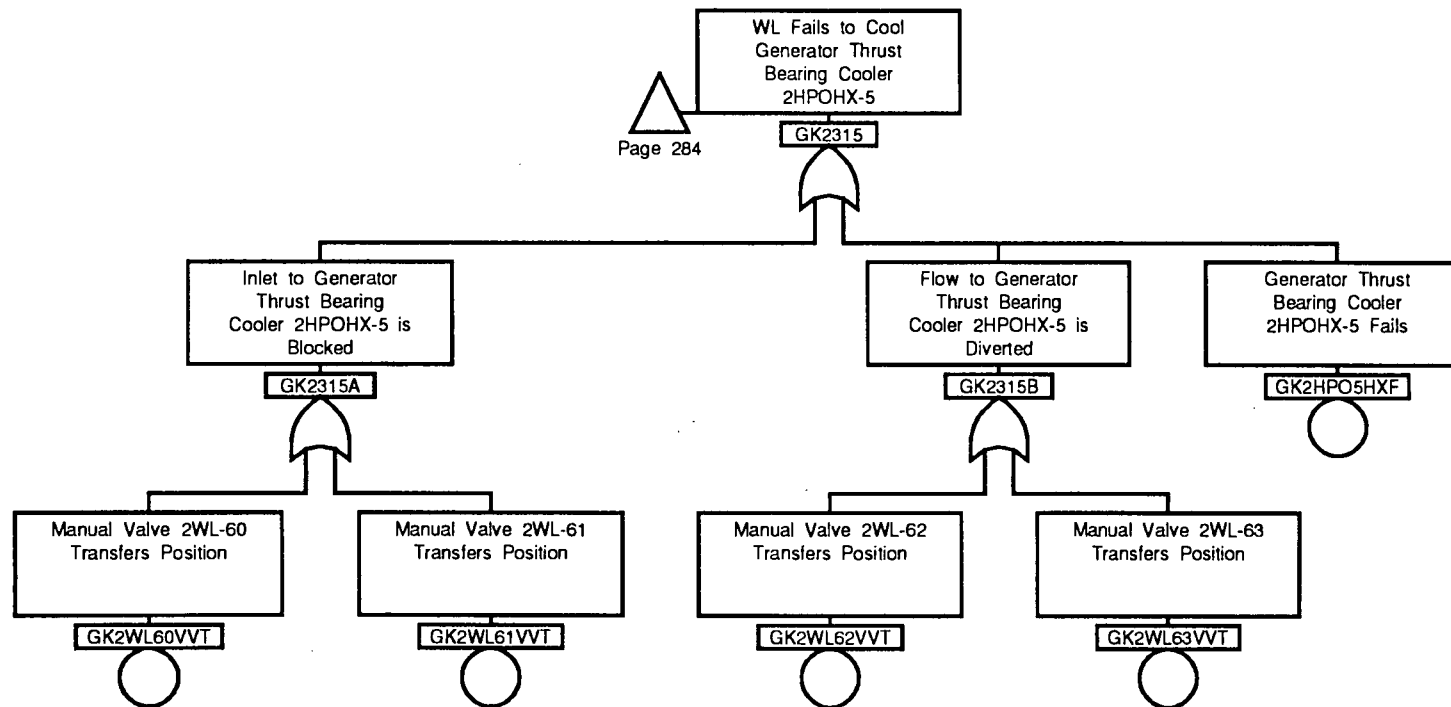 WL Fails to Cool
Generator Thrust
Bearing Cooler
2HPOHX-5
Page 284
GK2315
Inlet to Generator
Thrust Bearing
Cooler 2HPOHX-5 is
Blocked
GK2315A
Flow to Generator
Thrust Bearing
Cooler 2HPOHX-5 is
Diverted
GK2315B
Generator Thrust
Bearing Cooler
2HPOHX-5 Fails
GK2HPO5HXF
Manual Valve 2WL-60
Transfers Position
GK2WL60VVT
Manual Valve 2WL-61
Transfers Position
GK2WL61VVT
Manual Valve 2WL-62
Transfers Position
GK2WL62VVT
Manual Valve 2WL-63
Transfers Position
GK2WL63VVT